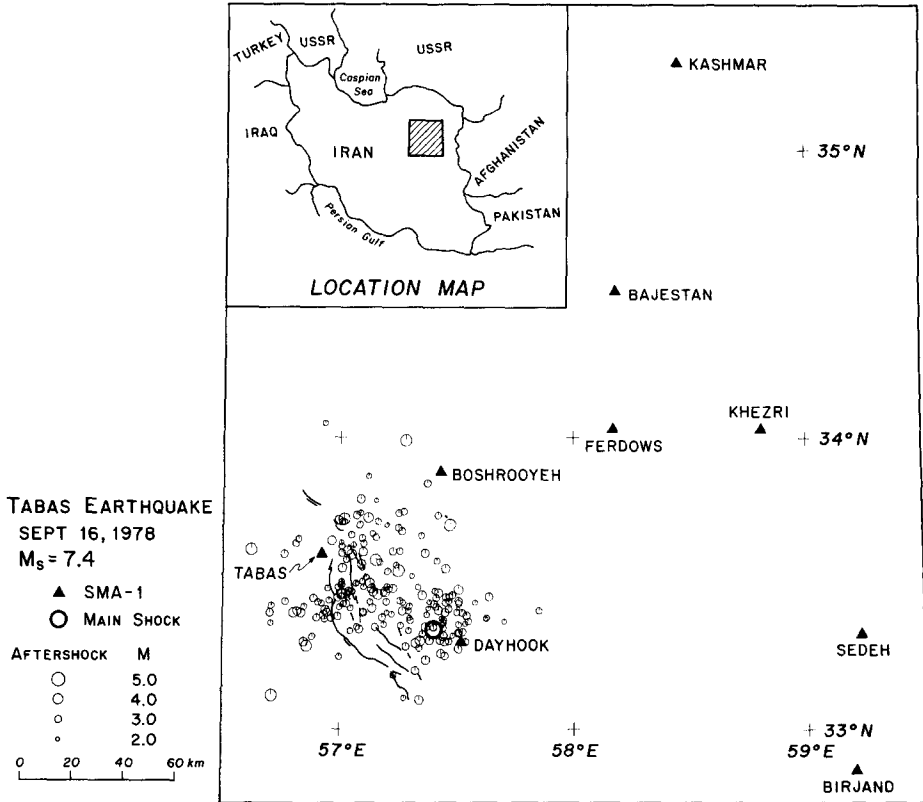 TURKEY
USSR
USSR
Caspian
Sea
IRAQ
IRAN
AFGHANISTAN
PAKISTAN
Persian Gulf
LOCATION MAP
KASHMAR
35°N
BAJESTAN
KHEZRI
FERDOWS
34°N
BOSHROOYEH
TABAS
DAYHOOK
SEDEH
33°N
57°E
58°E
59°E
BIRJAND
TABAS EARTHQUAKE
SEPT 16, 1978
Ms = 7.4
SMA-1
MAIN SHOCK
AFTERSHOCK M
5.0
4.0
3.0
2.0
0 20 40 60 km